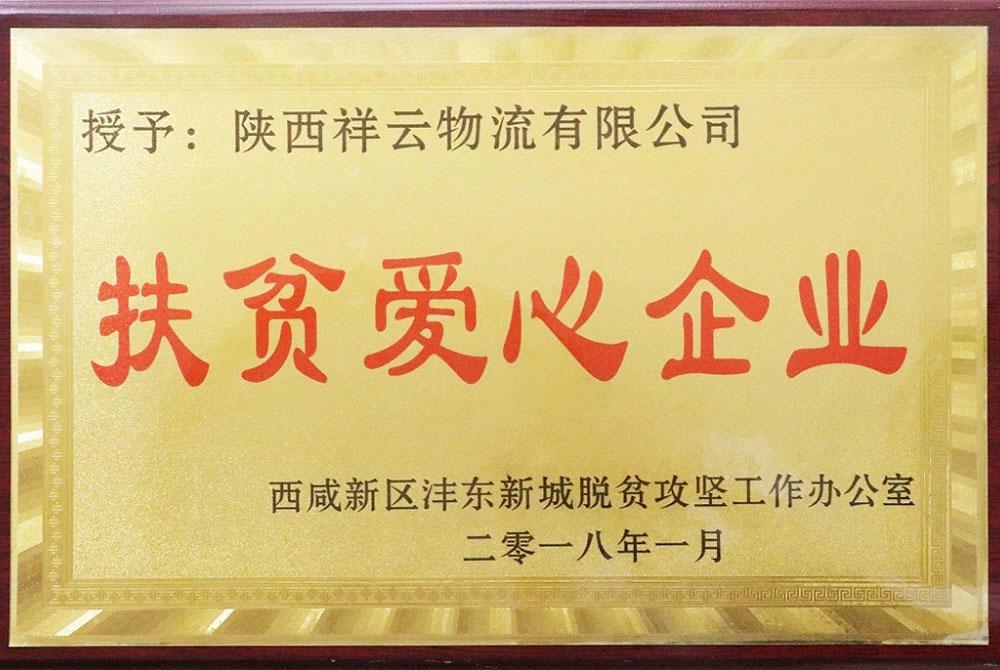 授予：陕西祥云物流有限公司
扶贫爱心企业
西咸新区沣东新城脱贫攻坚工作办公室
二零一八年一月